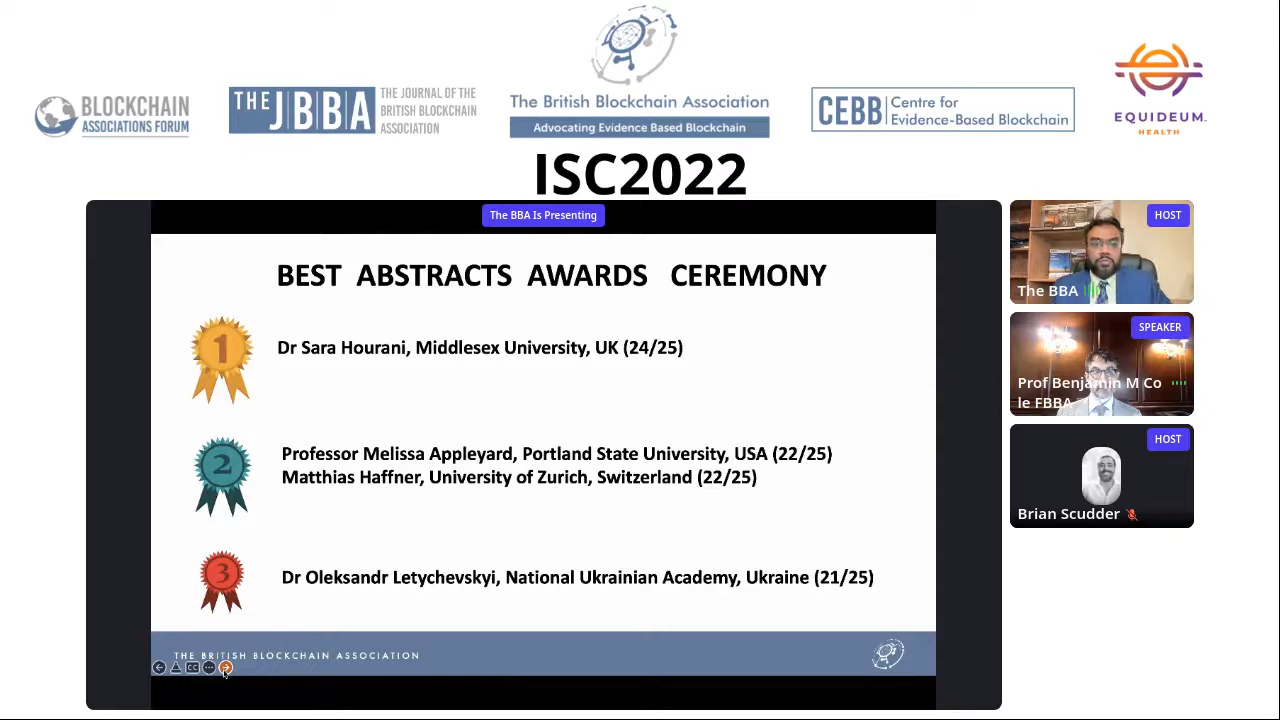 BLOCKCHAIN
ASSOCIATIONS FORUM
THE JBBA
THE JOURNAL OF THE
BRITISH BLOCKCHAIN
ASSOCIATION
The British Blockchain Association
Advocating Evidence Based Blockchain
CEBB
Centre for
Evidence-Based Blockchain
EQUIDEUM
HEALTH
ISC2022
The BBA Is Presenting
BEST ABSTRACTS AWARDS CEREMONY
1
Dr Sara Hourani, Middlesex University, UK (24/25)
2
Professor Melissa Appleyard, Portland State University, USA (22/25)
Matthias Haffner, University of Zurich, Switzerland (22/25)
3
Dr Oleksandr Letychevskyi, National Ukrainian Academy, Ukraine (21/25)
THE BRITISH BLOCKCHAIN ASSOCIATION
CC
HOST
The BBA
SPEAKER
Prof Benjamin M Co
le FBBA
HOST
Brian Scudder